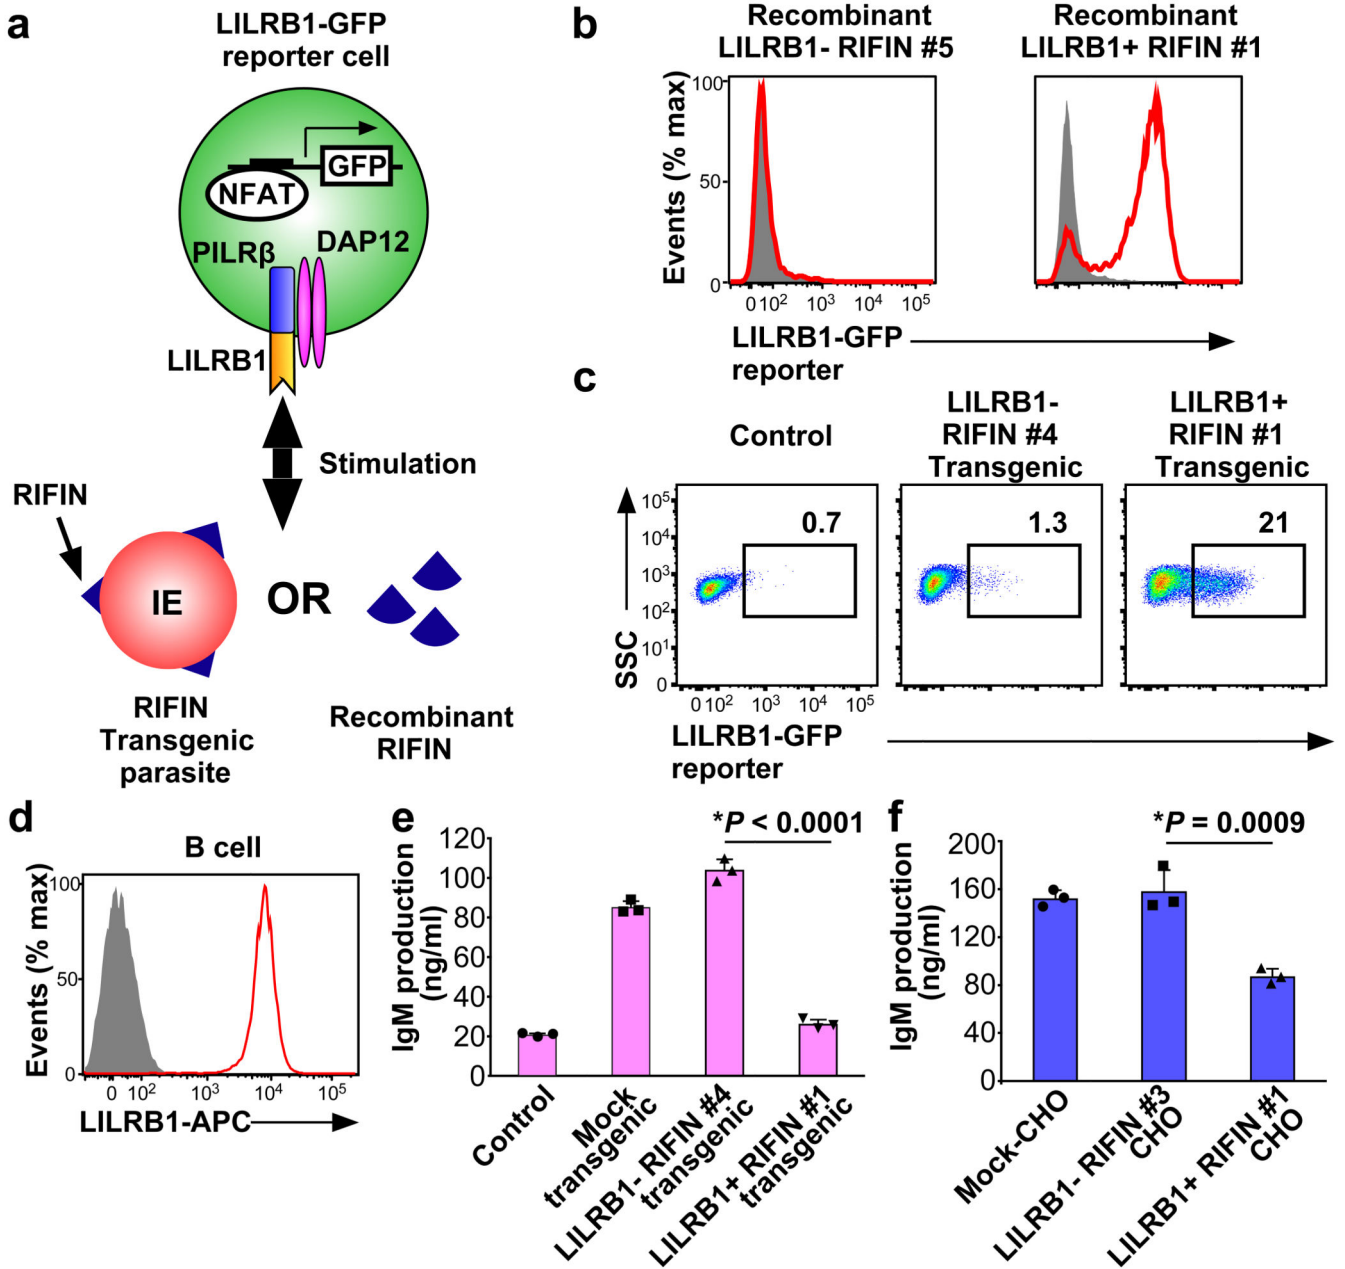 a
LILRB1-GFP
reporter cell
GFP
NFAT
PILRβ
DAP12
LILRB1
Stimulation
RIFIN
IE
OR
RIFIN
Transgenic
parasite
Recombinant
RIFIN
b
Recombinant
LILRB1- RIFIN #5
Recombinant
LILRB1+ RIFIN #1
Events (% max)
100
50
0
0 10² 10³ 10⁴ 10⁵
LILRB1-GFP
reporter
c
Control
LILRB1-
RIFIN #4
Transgenic
LILRB1+
RIFIN #1
Transgenic
0.7
1.3
21
SSC
10⁵
10⁴
10³
10²
10¹
0
0 10² 10³ 10⁴ 10⁵
LILRB1-GFP
reporter
d
B cell
Events (% max)
100
50
0
0 10² 10³ 10⁴ 10⁵
LILRB1-APC
e
*P < 0.0001
IgM production
(ng/ml)
120
100
80
60
40
20
0
Control
Mock
transgenic
LILRB1- RIFIN #4
transgenic
LILRB1+ RIFIN #1
transgenic
f
*P = 0.0009
IgM production
(ng/ml)
200
160
120
80
40
0
Mock-CHO
LILRB1- RIFIN #3
CHO
LILRB1+ RIFIN #1
CHO